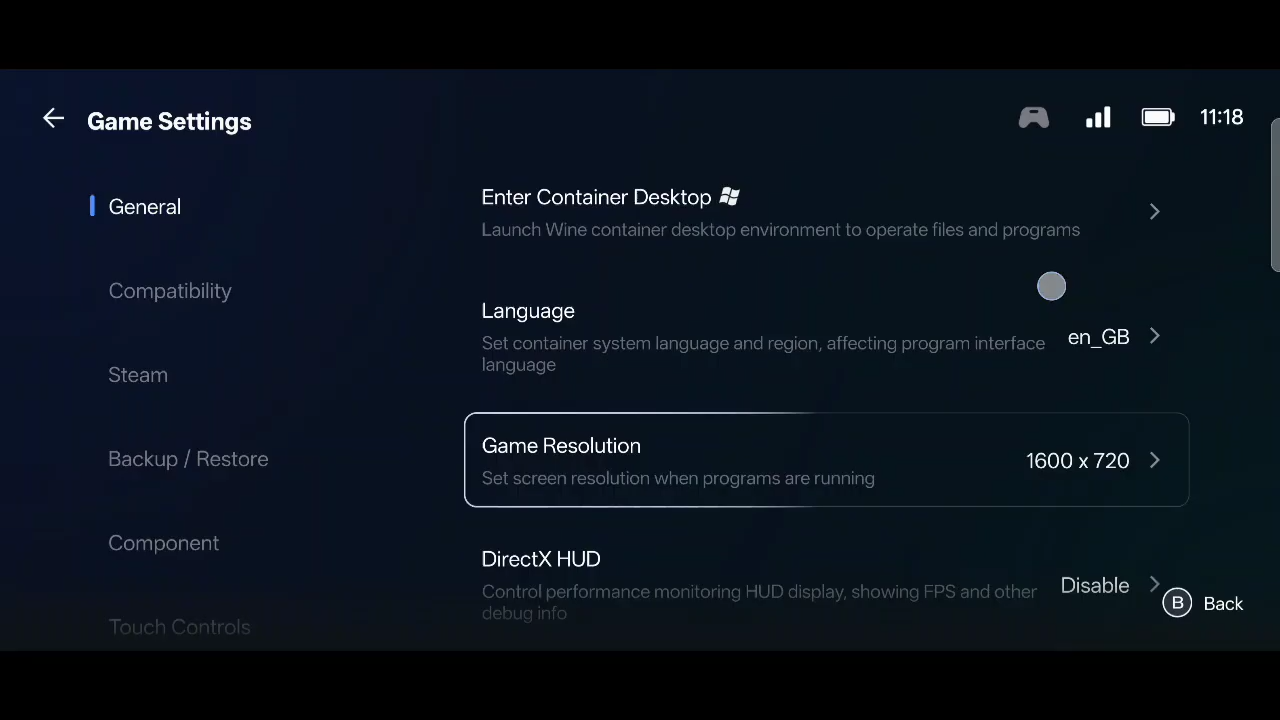 Game Settings
11:18
General
Compatibility
Steam
Backup / Restore
Component
Touch Controls
Enter Container Desktop
Launch Wine container desktop environment to operate files and programs
Language
Set container system language and region, affecting program interface
language
en_GB
Game Resolution
Set screen resolution when programs are running
1600 x 720
DirectX HUD
Control performance monitoring HUD display, showing FPS and other
debug info
Disable
B Back